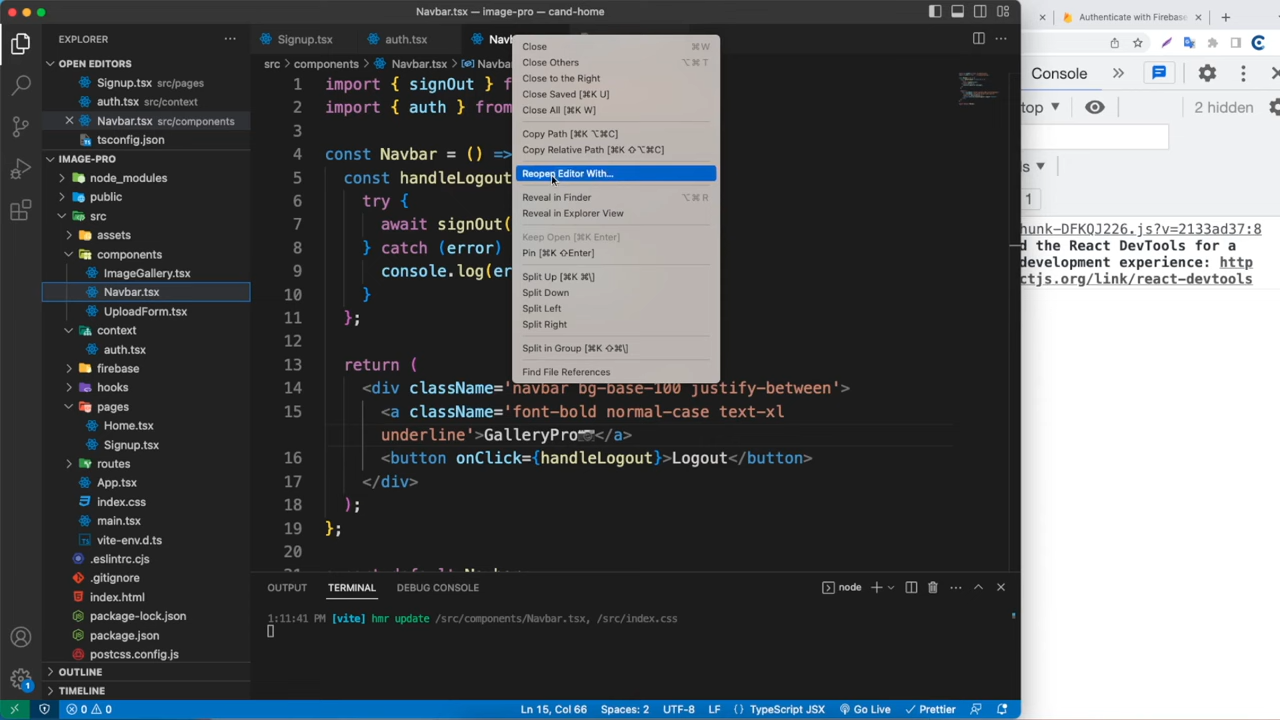 Navbar.tsx — image-pro — cand-home
Authenticate with Firebase
EXPLORER
OPEN EDITORS
Signup.tsx src/pages
auth.tsx src/context
Navbar.tsx src/components
tsconfig.json
IMAGE-PRO
node_modules
public
src
assets
components
ImageGallery.tsx
Navbar.tsx
UploadForm.tsx
context
auth.tsx
firebase
hooks
pages
Home.tsx
Signup.tsx
routes
App.tsx
index.css
main.tsx
vite-env.d.ts
.eslintrc.cjs
.gitignore
index.html
package-lock.json
package.json
postcss.config.js
OUTLINE
TIMELINE
Signup.tsx
auth.tsx
Nav
src > components > Navbar.tsx > Navbar
1 import { signOut } f
2 import { auth } from
3
4 const Navbar = () =>
5 const handleLogout
6 try {
7 await signOut(
8 } catch (error)
9 console.log(er
10 }
11 };
12
13 return (
14 <div className='navbar bg-base-100 justify-between'>
15 <a className='font-bold normal-case text-xl
underline'>GalleryPro📷</a>
16 <button onClick={handleLogout}>Logout</button>
17 </div>
18 );
19 };
20
Close ⌘W
Close Others ⌥⌘T
Close to the Right
Close Saved [⌘K U]
Close All [⌘K W]
Copy Path [⌘K ⌥⌘C]
Copy Relative Path [⌘K ⇧⌥⌘C]
Reopen Editor With...
Reveal in Finder ⌥⌘R
Reveal in Explorer View
Keep Open [⌘K Enter]
Pin [⌘K ⇧Enter]
Split Up [⌘K ⌘\]
Split Down
Split Left
Split Right
Split in Group [⌘K ⇧⌘\]
Find File References
OUTPUT TERMINAL DEBUG CONSOLE
node
1:11:41 PM [vite] hmr update /src/components/Navbar.tsx, /src/index.css
1
0 0
Ln 15, Col 66 Spaces: 2 UTF-8 LF {} TypeScript JSX Go Live Prettier
Console
top
2 hidden
s
1
hunk-DFKQJ226.js?v=2133ad37:8
d the React DevTools for a
development experience: http
ctjs.org/link/react-devtools